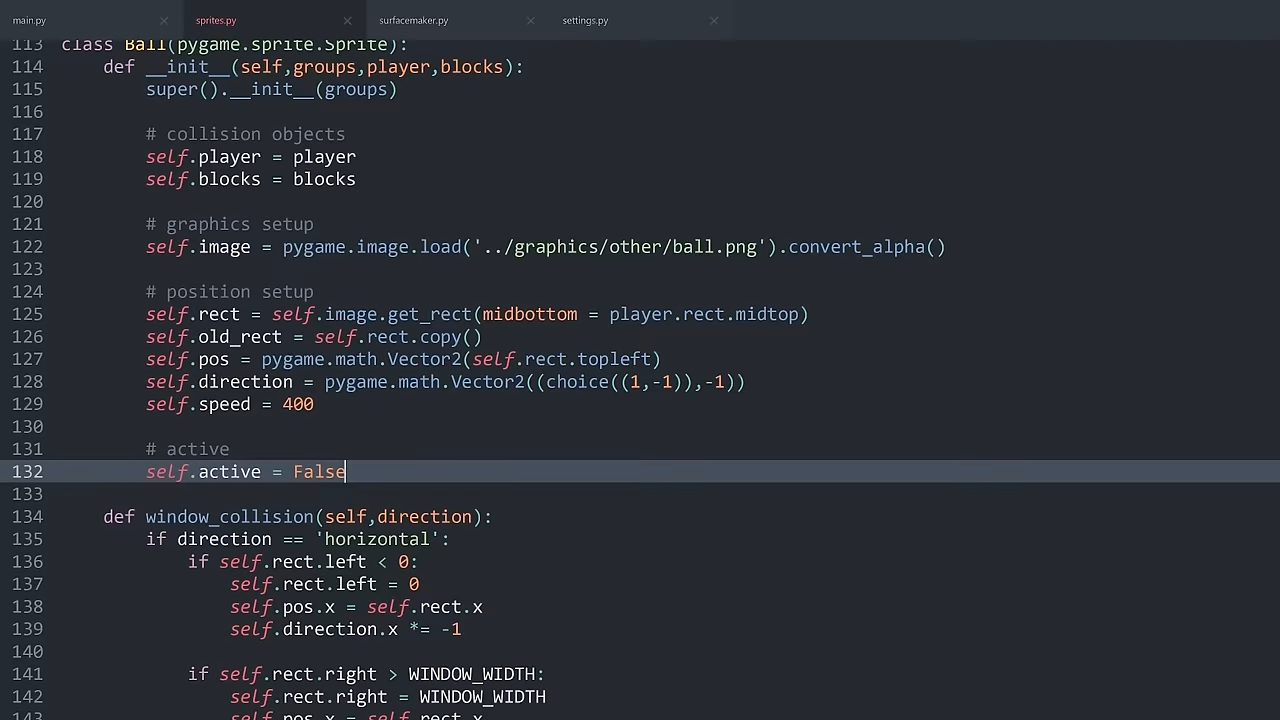 main.py
sprites.py
surfacemaker.py
settings.py
113 class Ball(pygame.sprite.Sprite):
114 def __init__(self,groups,player,blocks):
115 super().__init__(groups)
116
117 # collision objects
118 self.player = player
119 self.blocks = blocks
120
121 # graphics setup
122 self.image = pygame.image.load('../graphics/other/ball.png').convert_alpha()
123
124 # position setup
125 self.rect = self.image.get_rect(midbottom = player.rect.midtop)
126 self.old_rect = self.rect.copy()
127 self.pos = pygame.math.Vector2(self.rect.topleft)
128 self.direction = pygame.math.Vector2((choice((1,-1)),-1))
129 self.speed = 400
130
131 # active
132 self.active = False
133
134 def window_collision(self,direction):
135 if direction == 'horizontal':
136 if self.rect.left < 0:
137 self.rect.left = 0
138 self.pos.x = self.rect.x
139 self.direction.x *= -1
140
141 if self.rect.right > WINDOW_WIDTH:
142 self.rect.right = WINDOW_WIDTH
143 self.pos.x = self.rect.x